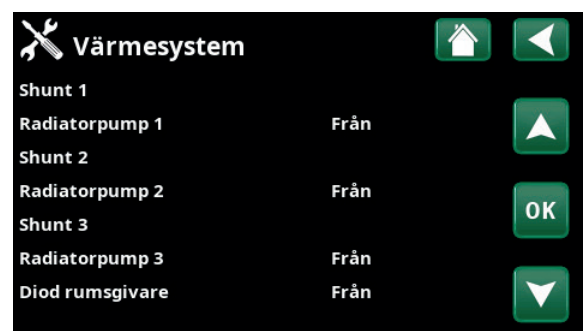 Värmesystem
Shunt 1
Radiatorpump 1 Från
Shunt 2
Radiatorpump 2 Från
OK
Shunt 3
Radiatorpump 3 Från
Diod rumsgivare Från